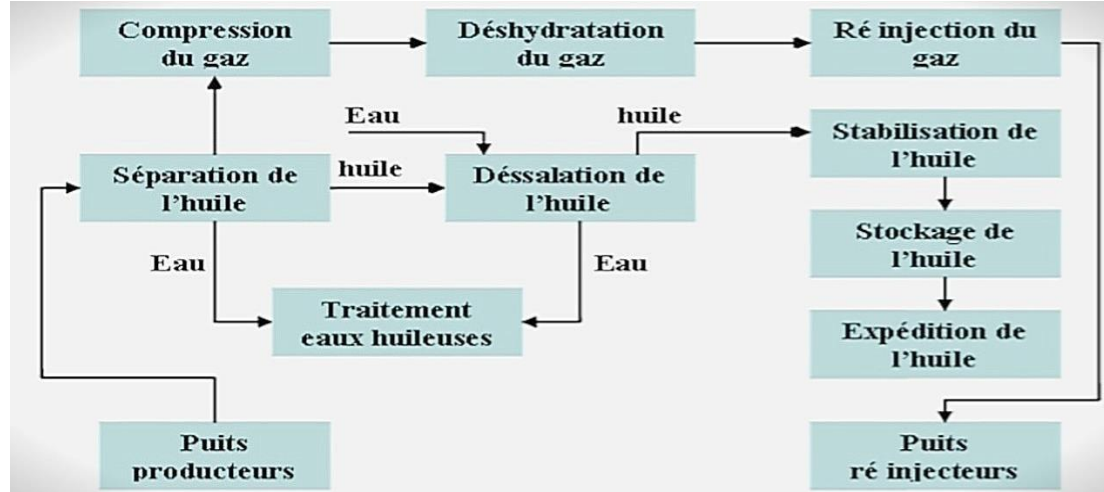 Compression
du gaz
Déshydratation
du gaz
Ré injection du
gaz
Eau
huile
Stabilisation de
l'huile
Séparation de
l'huile
huile
Déssalation de
l'huile
Stockage de
l'huile
Eau
Eau
Traitement
eaux huileuses
Expédition de
l'huile
Puits
producteurs
Puits
ré injecteurs